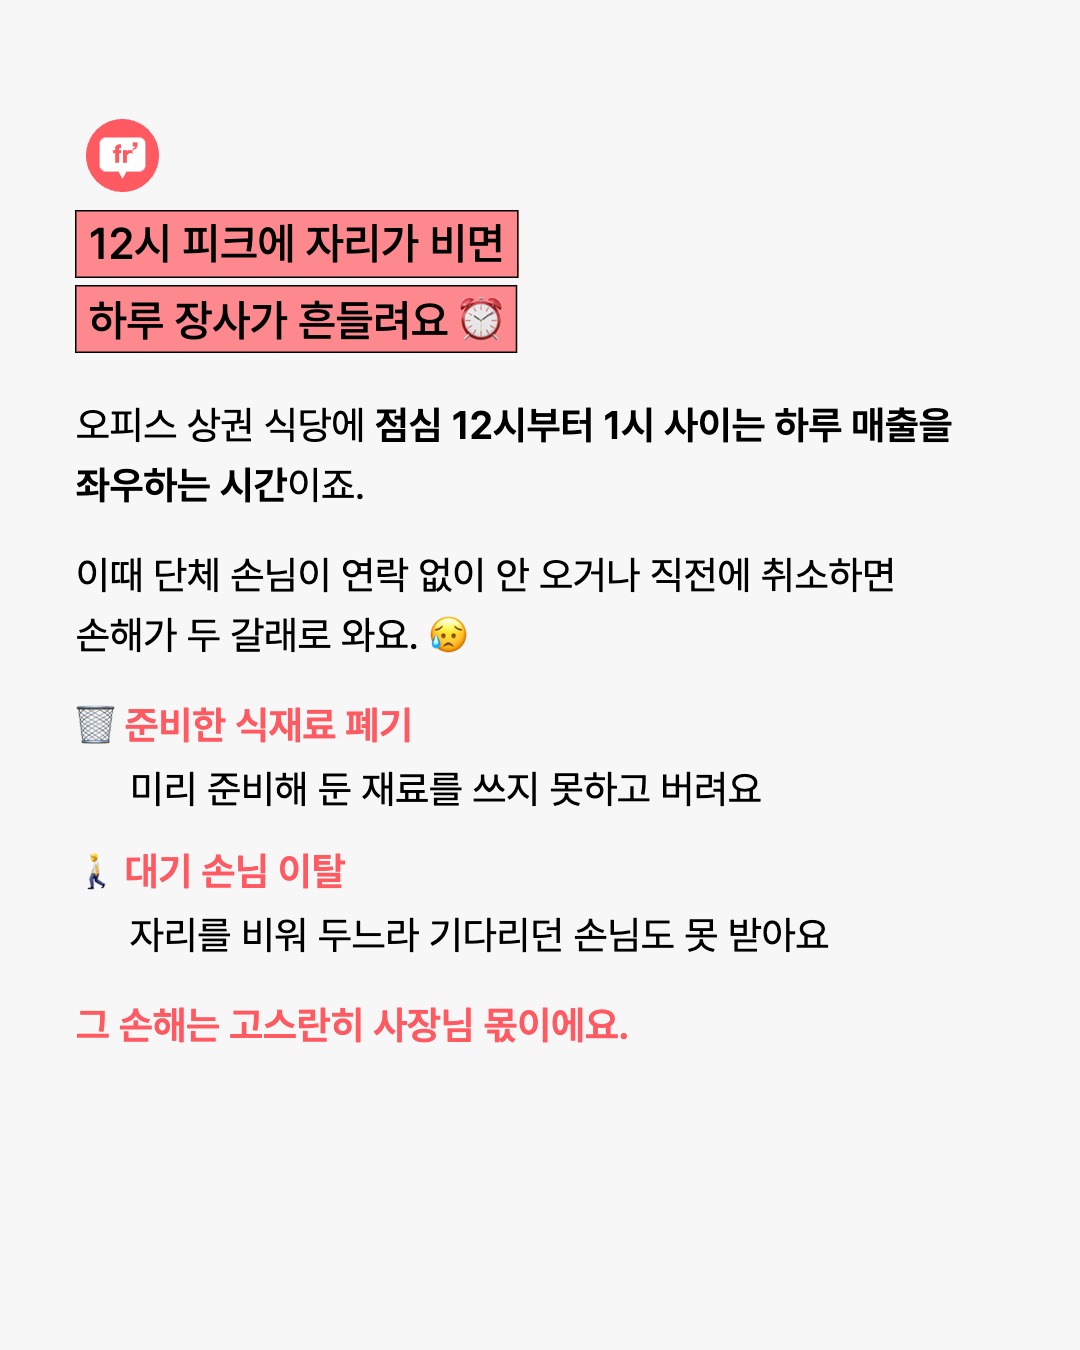 fr’
12시 피크에 자리가 비면
하루 장사가 흔들려요 ⏰
오피스 상권 식당에 점심 12시부터 1시 사이는 하루 매출을
좌우하는 시간이죠.
이때 단체 손님이 연락 없이 안 오거나 직전에 취소하면
손해가 두 갈래로 와요. 😥
🗑️ 준비한 식재료 폐기
미리 준비해 둔 재료를 쓰지 못하고 버려요
🚶 대기 손님 이탈
자리를 비워 두느라 기다리던 손님도 못 받아요
그 손해는 고스란히 사장님 몫이에요.